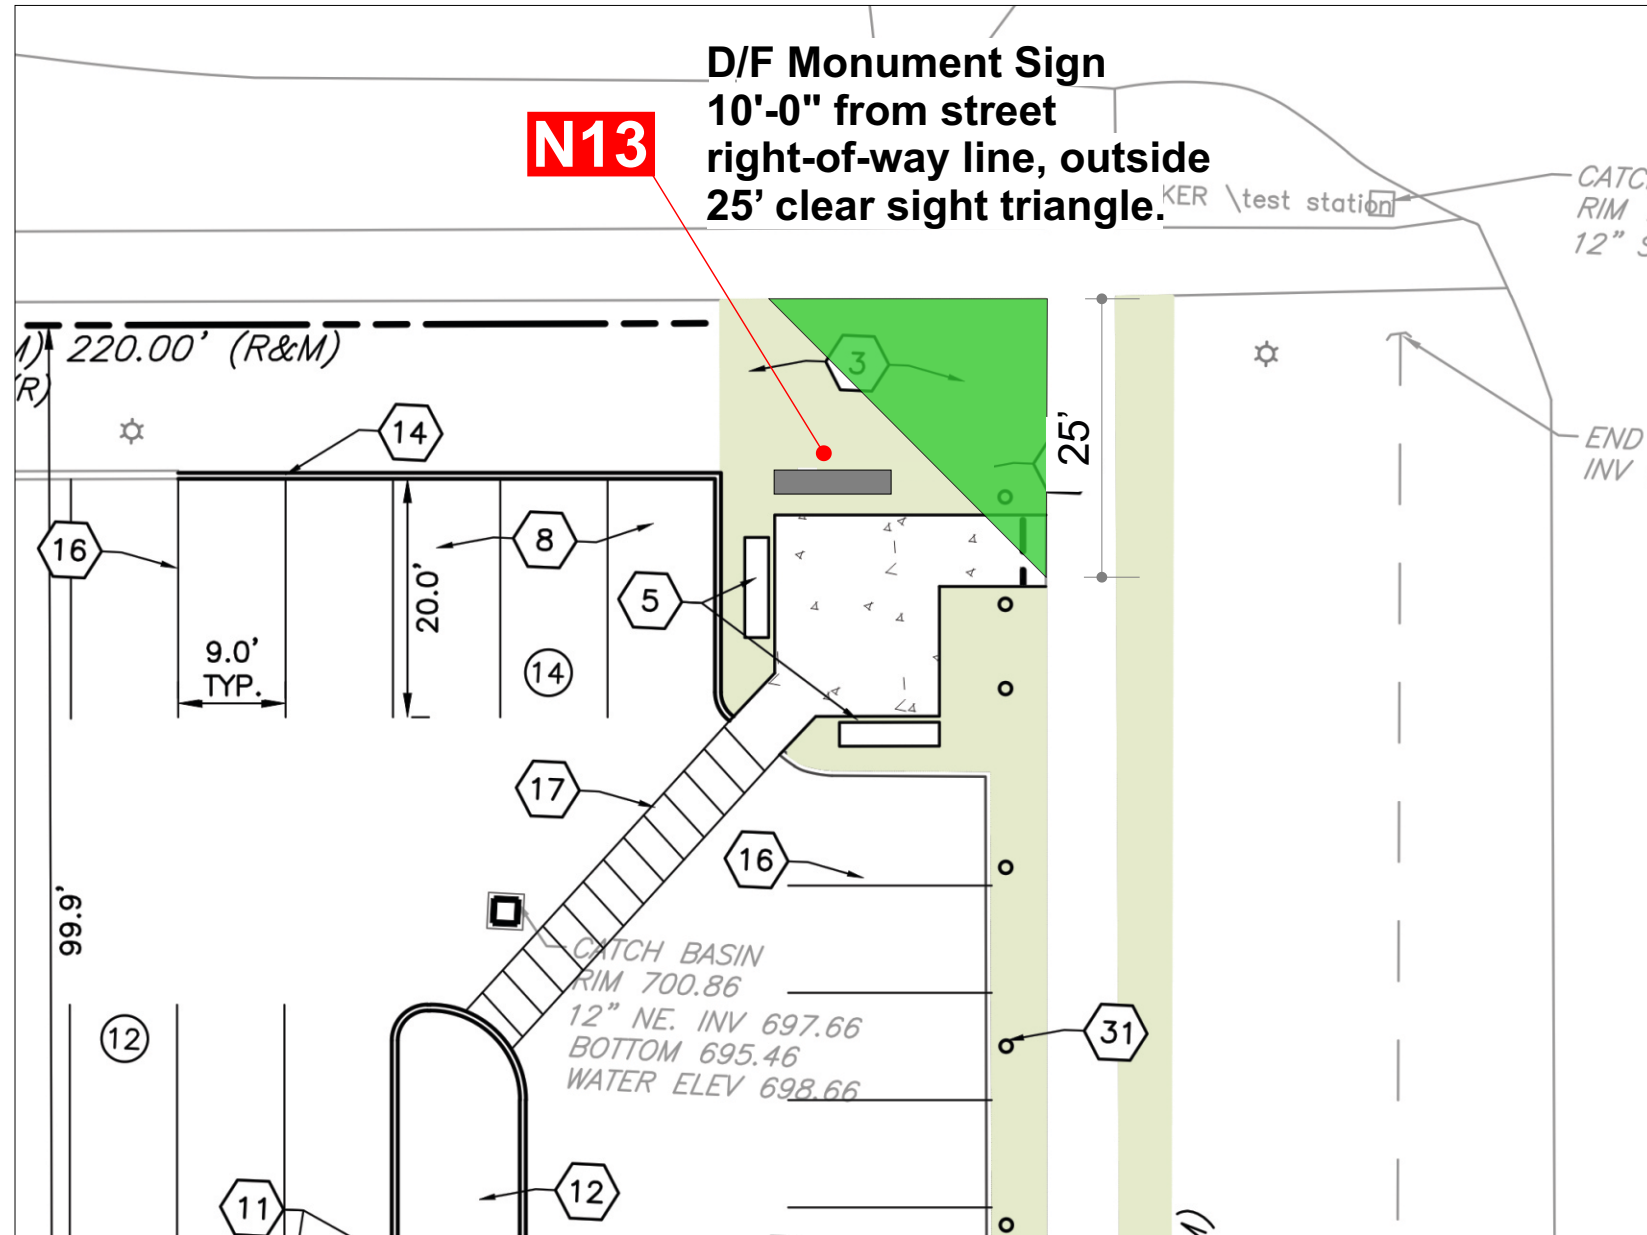 D/F Monument Sign
10'-0" from street
right-of-way line, outside
25’ clear sight triangle.
N13
KER \test station
RIM
12”
220.00’ (R&M)
(R)
3
14
25’
END
INV
16
8
20.0’
5
9.0’
TYP.
14
17
16
99.9’
CATCH BASIN
RIM 700.86
12” NE. INV 697.66
BOTTOM 695.46
WATER ELEV 698.66
12
31
12
11